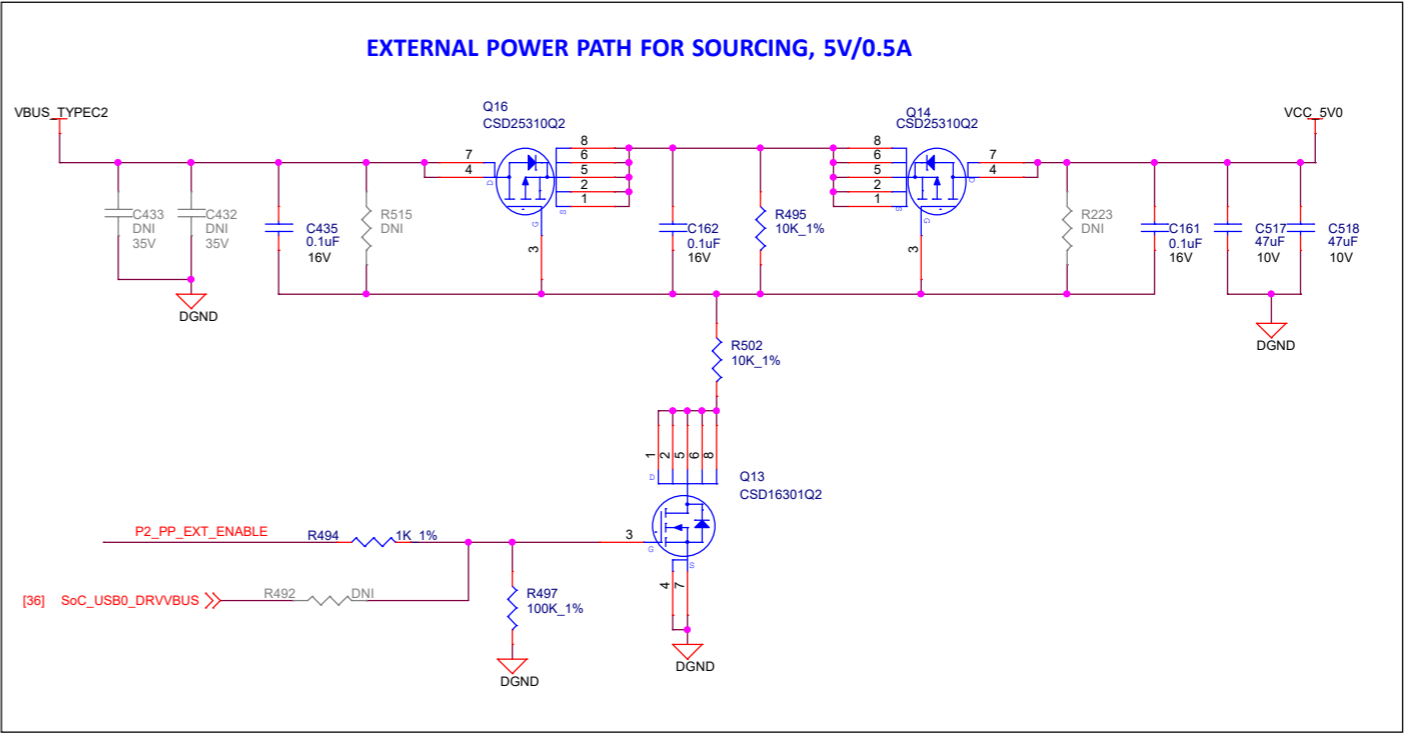 EXTERNAL POWER PATH FOR SOURCING, 5V/0.5A
VBUS_TYPEC2
Q16
CSD25310Q2
Q14
CSD25310Q2
VCC_5V0
7
4
D
8
6
5
2
1
S
G
3
8
6
5
2
1
S
G
3
7
4
D
C433
DNI
35V
C432
DNI
35V
C435
0.1uF
16V
R515
DNI
C162
0.1uF
16V
R495
10K_1%
R223
DNI
C161
0.1uF
16V
C517
47uF
10V
C518
47uF
10V
DGND
DGND
R502
10K_1%
1
2
5
6
8
D
Q13
CSD16301Q2
P2_PP_EXT_ENABLE
R494
1K_1%
3
G
S
4
7
[36]
SoC_USB0_DRVVBUS
R492
DNI
R497
100K_1%
DGND
DGND